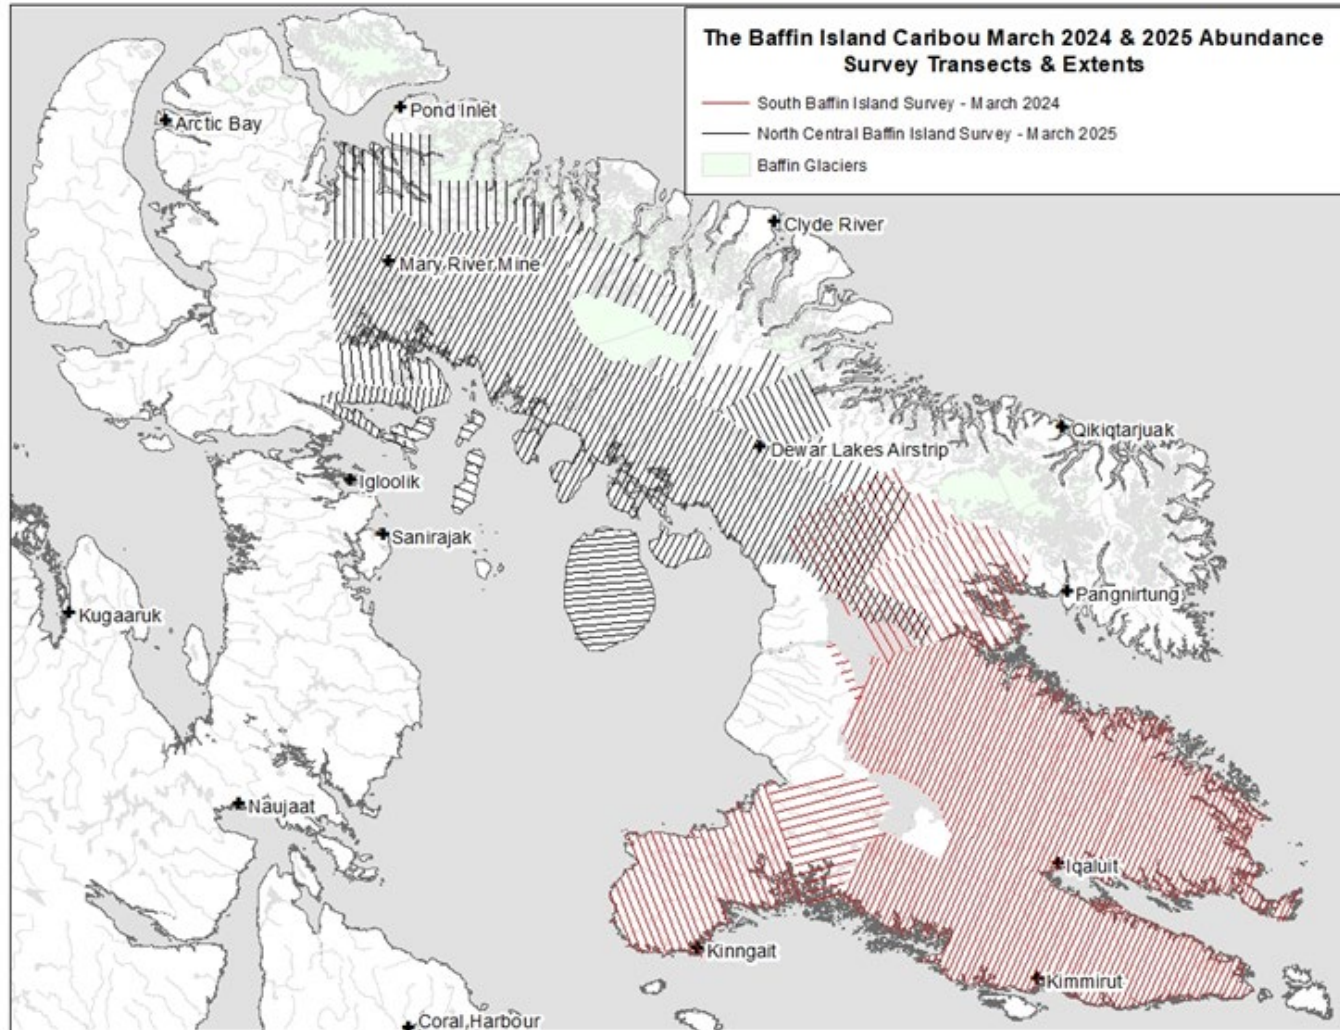 The Baffin Island Caribou March 2024 & 2025 Abundance
Survey Transects & Extents
South Baffin Island Survey - March 2024
North Central Baffin Island Survey - March 2025
Baffin Glaciers
Pond Inlet
Arctic Bay
Clyde River
Mary River Mine
Qikiqtarjuak
Dewar Lakes Airstrip
Igloolik
Sanirajak
Pangnirtung
Kugaaruk
Naujaat
Iqaluit
Kinngait
Kimmirut
Coral Harbour